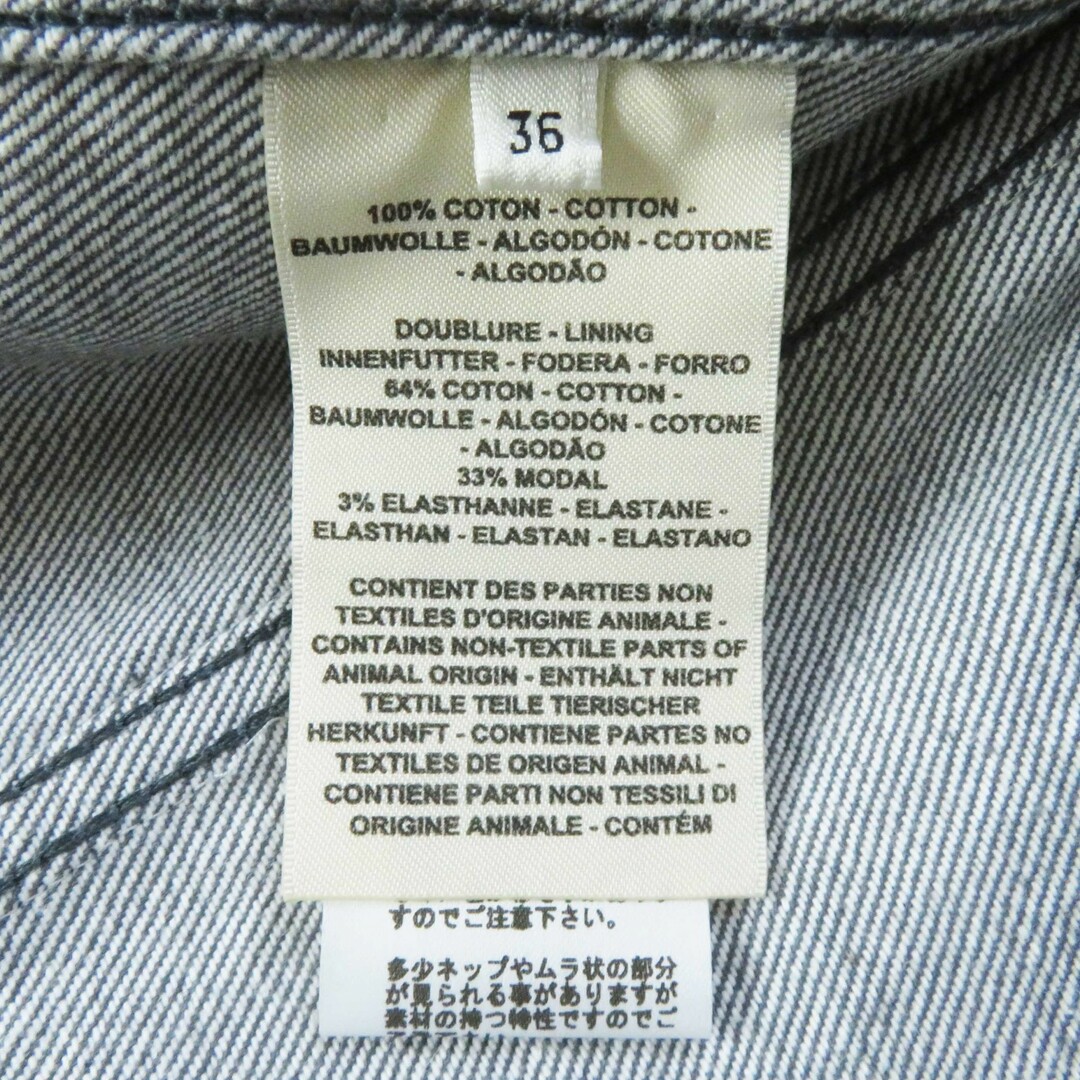 36
100% COTON - COTTON -
BAUMWOLLE - ALGODÓN - COTONE
- ALGODÃO
DOUBLURE - LINING
INNENFUTTER - FODERA - FORRO
64% COTON - COTTON -
BAUMWOLLE - ALGODÓN - COTONE
- ALGODÃO
33% MODAL
3% ELASTHANNE - ELASTANE -
ELASTHAN - ELASTAN - ELASTANO
CONTIENT DES PARTIES NON
TEXTILES D'ORIGINE ANIMALE -
CONTAINS NON-TEXTILE PARTS OF
ANIMAL ORIGIN - ENTHÄLT NICHT
TEXTILE TEILE TIERISCHER
HERKUNFT - CONTIENE PARTES NO
TEXTILES DE ORIGEN ANIMAL -
CONTIENE PARTI NON TESSILI DI
ORIGINE ANIMALE - CONTÉM
すのでご注意下さい。
多少ネップやムラ状の部分
が見られる事がありますが
素材の持つ特性ですのでご